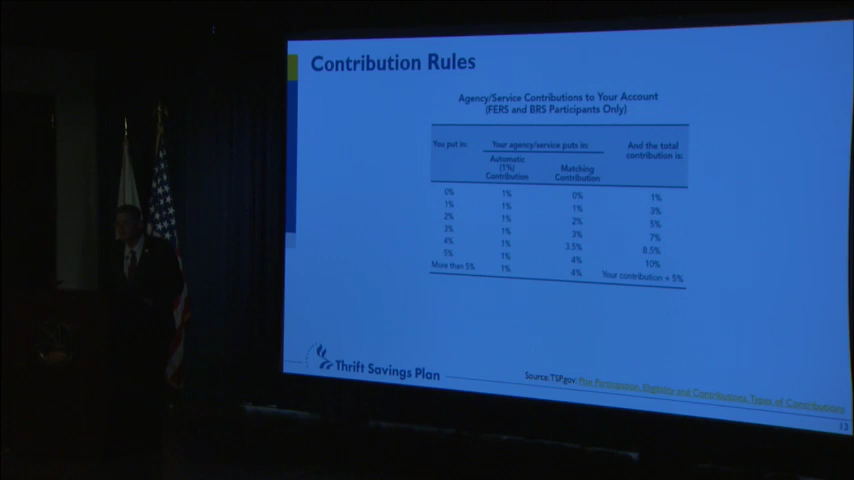 Contribution Rules
Agency/Service Contributions to Your Account
(FERS and BRS Participants Only)
You put in: Your agency/service puts in: And the total contribution is:
Automatic (1%) Contribution Matching Contribution
0% 1% 0% 1%
1% 1% 1% 3%
2% 1% 2% 5%
3% 1% 3% 7%
4% 1% 3.5% 8.5%
5% 1% 4% 10%
More than 5% 1% 4% Your contribution + 5%
Thrift Savings Plan
Source: TSP.gov: Plan Participation, Eligibility and Contributions, Types of Contributions
13